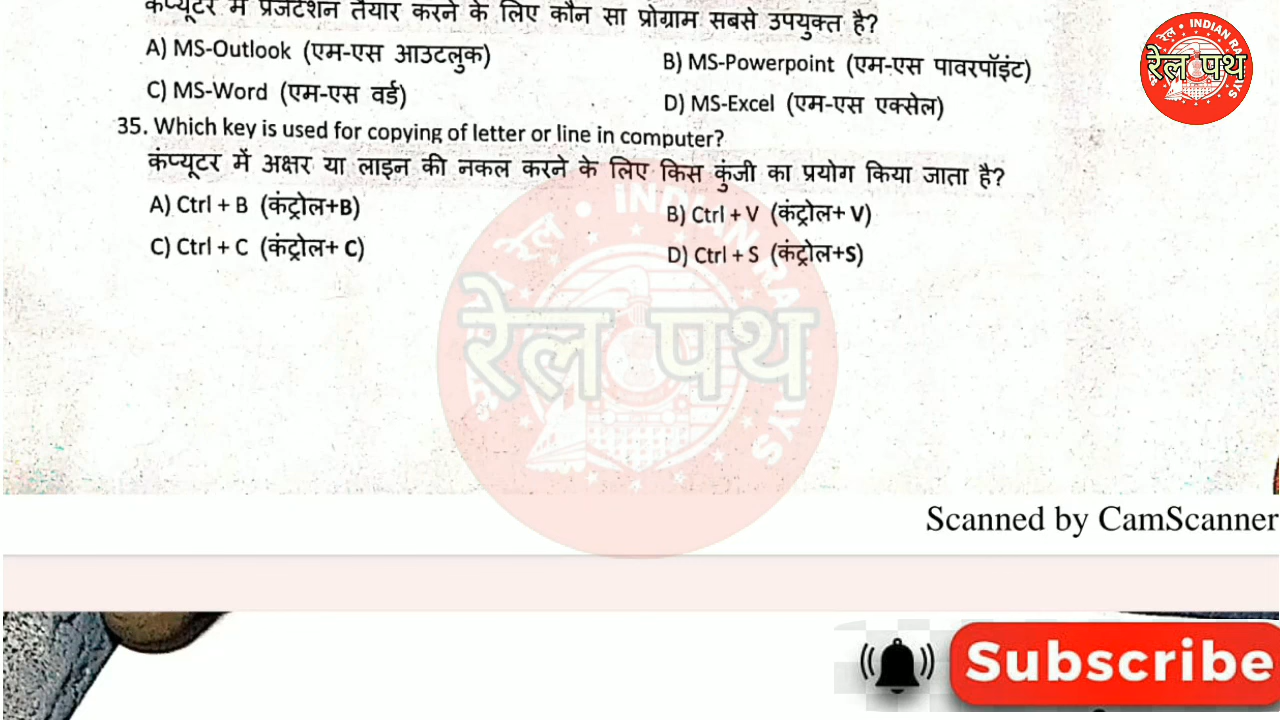 कंप्यूटर में प्रेजेंटेशन तैयार करने के लिए कौन सा प्रोग्राम सबसे उपयुक्त है?
A) MS-Outlook (एम-एस आउटलुक)
B) MS-Powerpoint (एम-एस पावरपॉइंट)
C) MS-Word (एम-एस वर्ड)
D) MS-Excel (एम-एस एक्सेल)
35. Which key is used for copying of letter or line in computer?
कंप्यूटर में अक्षर या लाइन की नकल करने के लिए किस कुंजी का प्रयोग किया जाता है?
A) Ctrl + B (कंट्रोल+B)
B) Ctrl + V (कंट्रोल+ V)
C) Ctrl + C (कंट्रोल+ C)
D) Ctrl + S (कंट्रोल+S)
रेल पथ
रेल • INDIAN RAILWAYS
रेल पथ
Scanned by CamScanner
Subscribe